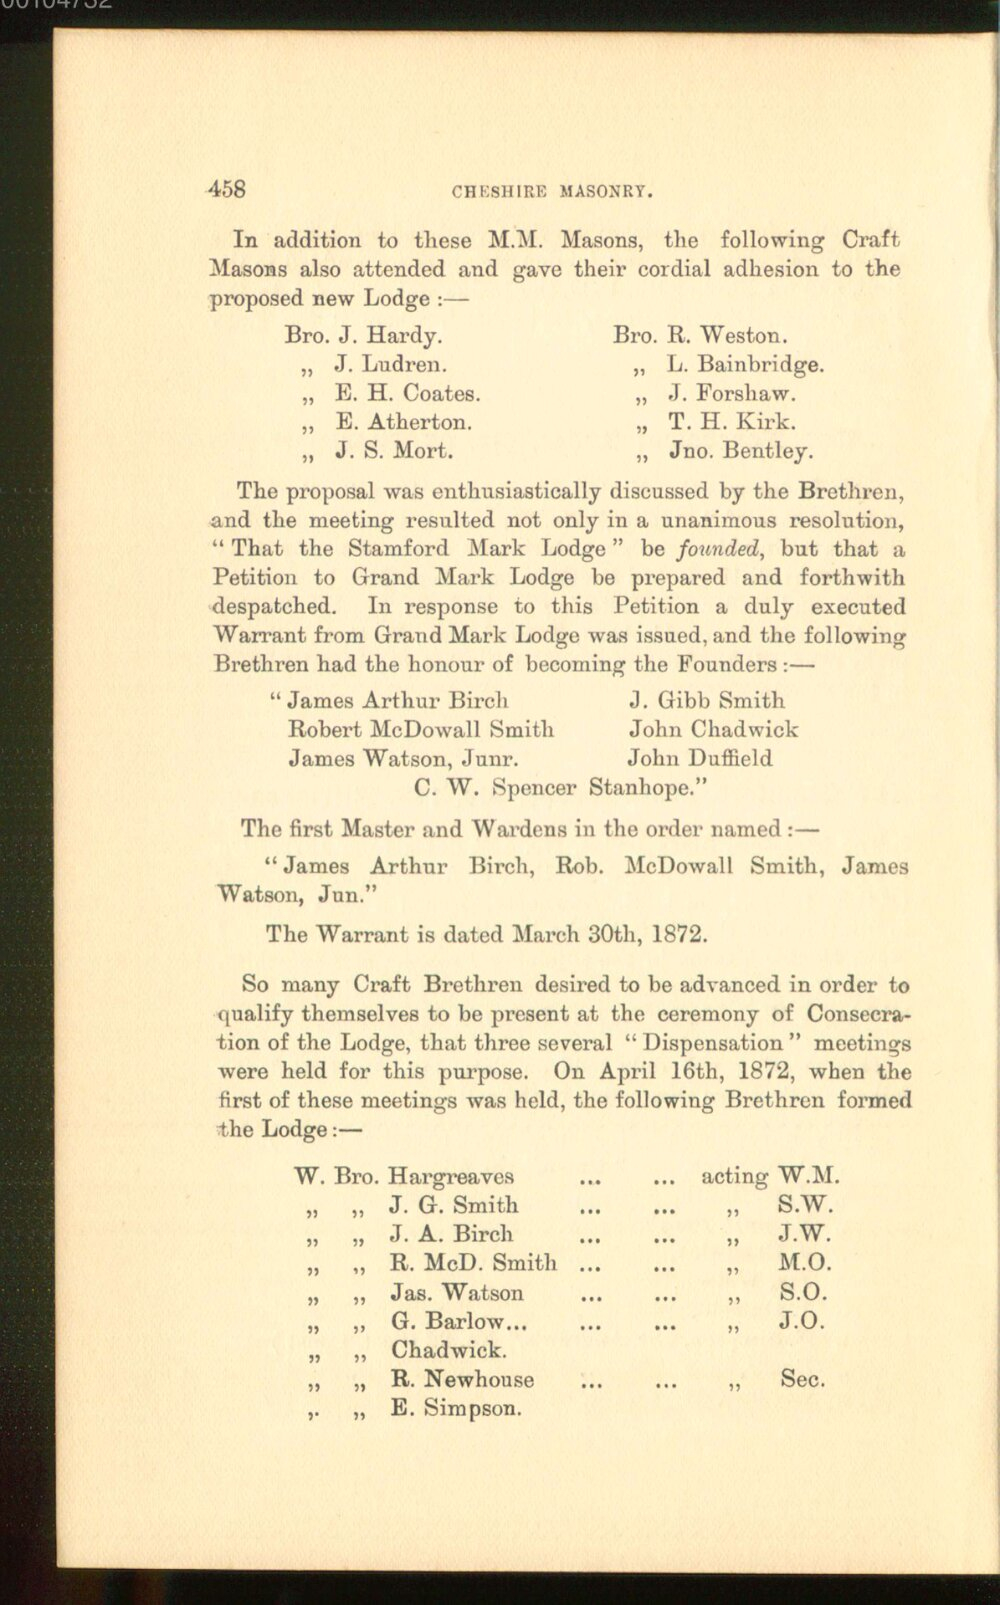 458 CHESHIRE MASONRY.
In addition to these M.M. Masons, the following Craft
Masons also attended and gave their cordial adhesion to the
proposed new Lodge :—
Bro. J. Hardy. Bro. R. Weston.
„ J. Ludren. „ L. Bainbridge.
„ E. H. Coates. „ J. Forshaw.
„ E. Atherton. „ T. H. Kirk.
„ J. S. Mort. „ Jno. Bentley.
The proposal was enthusiastically discussed by the Brethren,
and the meeting resulted not only in a unanimous resolution,
“ That the Stamford Mark Lodge ” be founded, but that a
Petition to Grand Mark Lodge be prepared and forthwith
despatched. In response to this Petition a duly executed
Warrant from Grand Mark Lodge was issued, and the following
Brethren had the honour of becoming the Founders :—
“ James Arthur Birch J. Gibb Smith
Robert McDowall Smith John Chadwick
James Watson, Junr. John Duffield
C. W. Spencer Stanhope.”
The first Master and Wardens in the order named :—
“ James Arthur Birch, Rob. McDowall Smith, James
Watson, Jun.”
The Warrant is dated March 30th, 1872.
So many Craft Brethren desired to be advanced in order to
qualify themselves to be present at the ceremony of Consecra-
tion of the Lodge, that three several “ Dispensation ” meetings
were held for this purpose. On April 16th, 1872, when the
first of these meetings was held, the following Brethren formed
the Lodge :—
W. Bro. Hargreaves ... ... acting W.M.
„ „ J. G. Smith ... ... „ S.W.
„ „ J. A. Birch ... ... „ J.W.
„ „ R. McD. Smith ... ... „ M.O.
„ „ Jas. Watson ... ... „ S.O.
„ „ G. Barlow... ... ... „ J.O.
„ „ Chadwick.
„ „ R. Newhouse ... ... „ Sec.
„ „ E. Simpson.